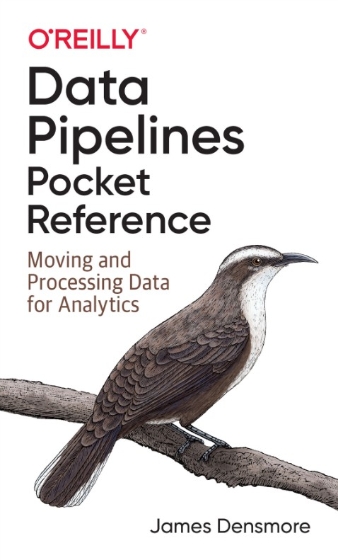 O'REILLY®
Data
Pipelines
Pocket
Reference
Moving and
Processing Data
for Analytics
James Densmore